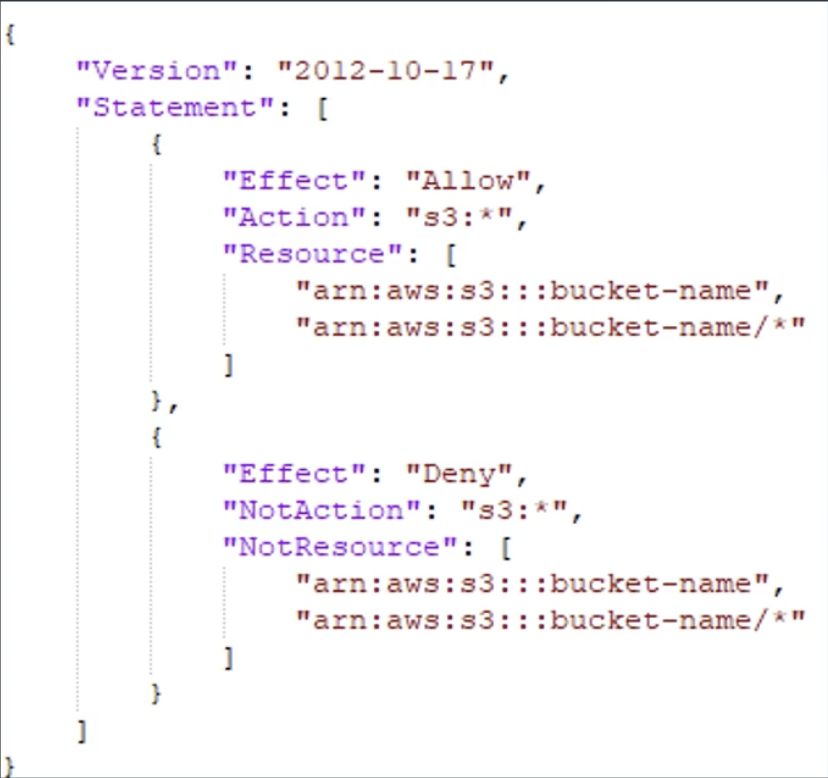 {
"Version": "2012-10-17",
"Statement": [
{
"Effect": "Allow",
"Action": "s3:*",
"Resource": [
"arn:aws:s3:::bucket-name",
"arn:aws:s3:::bucket-name/*"
]
},
{
"Effect": "Deny",
"NotAction": "s3:*",
"NotResource": [
"arn:aws:s3:::bucket-name",
"arn:aws:s3:::bucket-name/*"
]
}
]
}